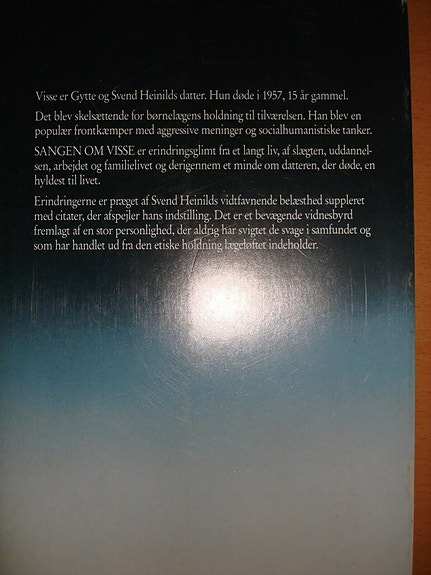 Visse er Gytte og Svend Heinilds datter. Hun døde i 1957, 15 år gammel.
Det blev skelsættende for børnelægens holdning til tilværelsen. Han blev en
populær frontkæmper med aggressive meninger og socialhumanistiske tanker.
SANGEN OM VISSE er erindringsglimt fra et langt liv, af slægten, uddannel-
sen, arbejdet og familielivet og derigennem et minde om datteren, der døde, en
hyldest til livet.
Erindringerne er præget af Svend Heinilds vidtfavnende belæsthed suppleret
med citater, der afspejler hans indstilling. Det er et bevægende vidnesbyrd
fremlagt af en stor personlighed, der aldrig har svigtet de svage i samfundet og
som har handlet ud fra den etiske holdning lægeløftet indeholder.